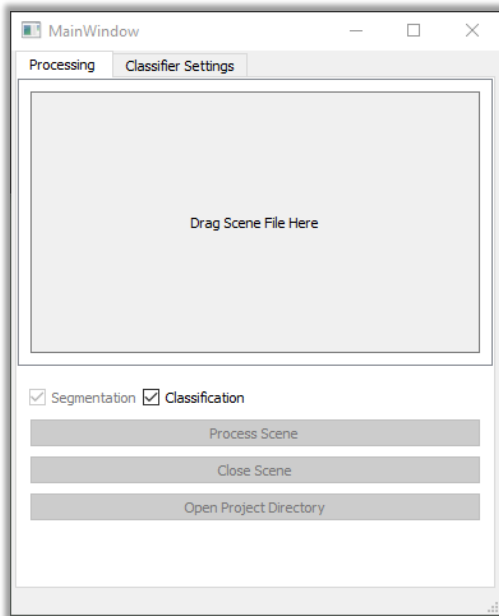 MainWindow
Processing Classifier Settings
Drag Scene File Here
Segmentation Classification
Process Scene
Close Scene
Open Project Directory